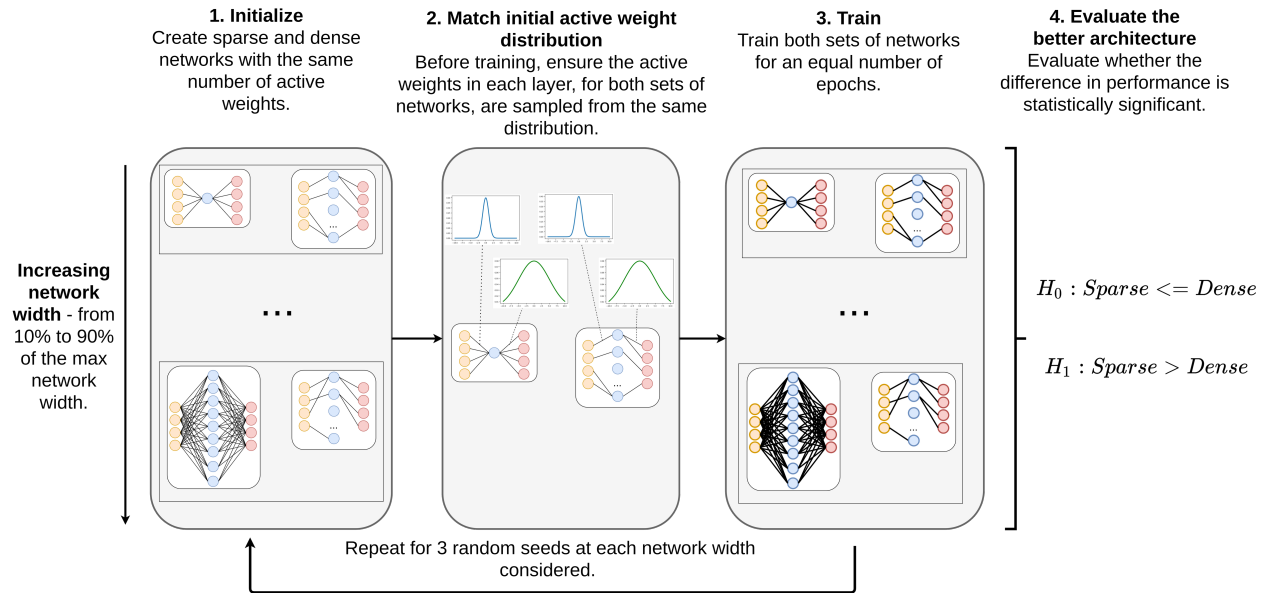 1. Initialize
Create sparse and dense
networks with the same
number of active
weights.
2. Match initial active weight
distribution
Before training, ensure the active
weights in each layer, for both sets of
networks, are sampled from the same
distribution.
3. Train
Train both sets of networks
for an equal number of
epochs.
4. Evaluate the
better architecture
Evaluate whether the
difference in performance is
statistically significant.
Increasing
network
width - from
10% to 90%
of the max
network
width.
...
...
...
...
...
...
...
H₀ : Sparse <= Dense
H₁ : Sparse > Dense
Repeat for 3 random seeds at each network width
considered.